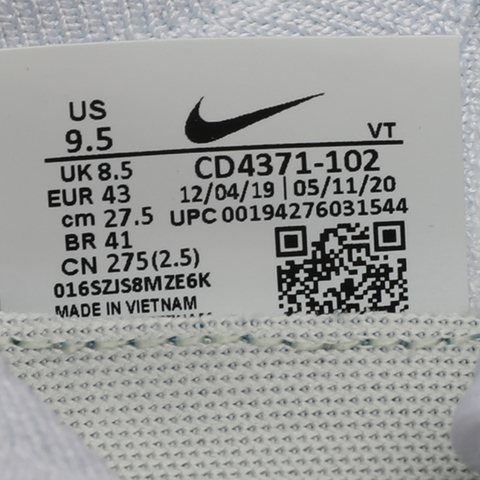 US
9.5
VT
UK 8.5
CD4371-102
EUR 43
12/04/19 | 05/11/20
cm 27.5
UPC 00194276031544
BR 41
CN 275(2.5)
016SZJS8MZE6K
MADE IN VIETNAM